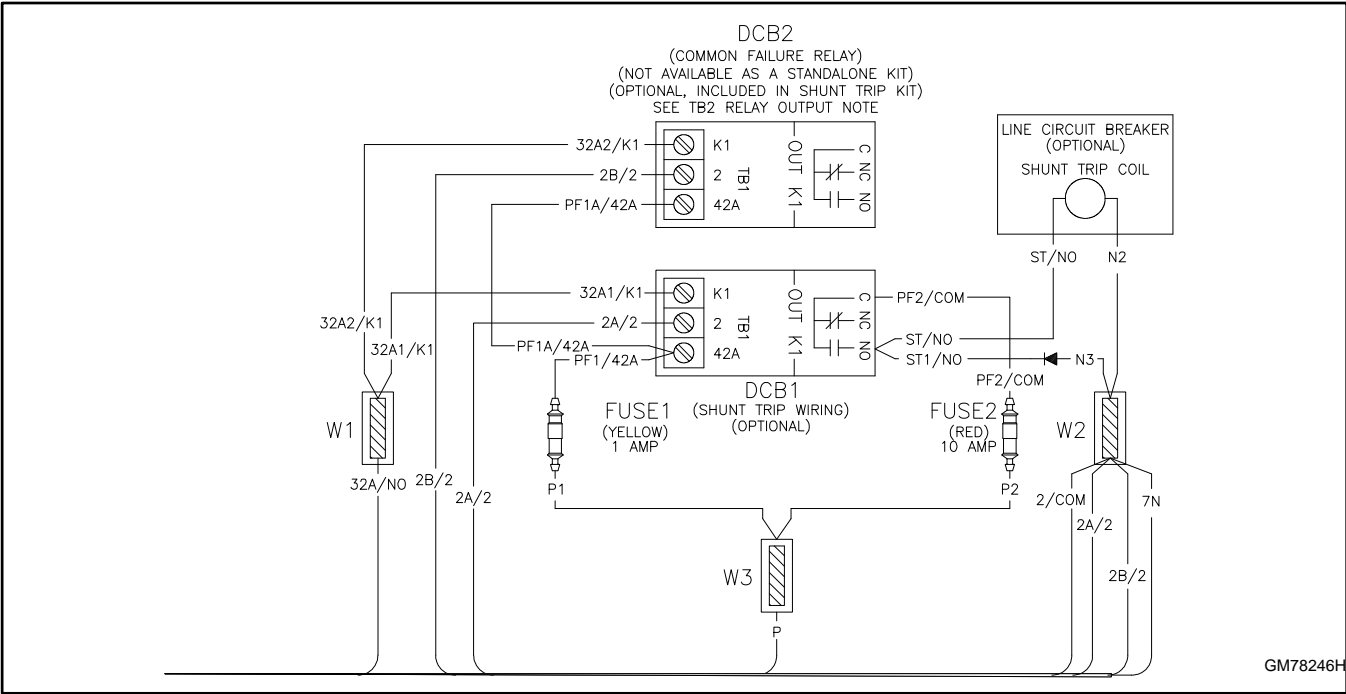 DCB2
(COMMON FAILURE RELAY)
(NOT AVAILABLE AS A STANDALONE KIT)
(OPTIONAL, INCLUDED IN SHUNT TRIP KIT)
SEE TB2 RELAY OUTPUT NOTE
32A2/K1
2B/2
PF1A/42A
K1
2
42A
TB1
OUT K1
C NC NO
LINE CIRCUIT BREAKER
(OPTIONAL)
SHUNT TRIP COIL
ST/NO
N2
32A1/K1
2A/2
PF1A/42A
PF1/42A
K1
2
42A
TB1
OUT K1
C NC NO
PF2/COM
ST/NO
ST1/NO
N3
PF2/COM
32A2/K1
32A1/K1
DCB1
(SHUNT TRIP WIRING)
(OPTIONAL)
FUSE1
(YELLOW)
1 AMP
FUSE2
(RED)
10 AMP
W1
W2
32A/NO
2B/2
2A/2
P1
P2
2/COM
2A/2
2B/2
7N
W3
P
GM78246H